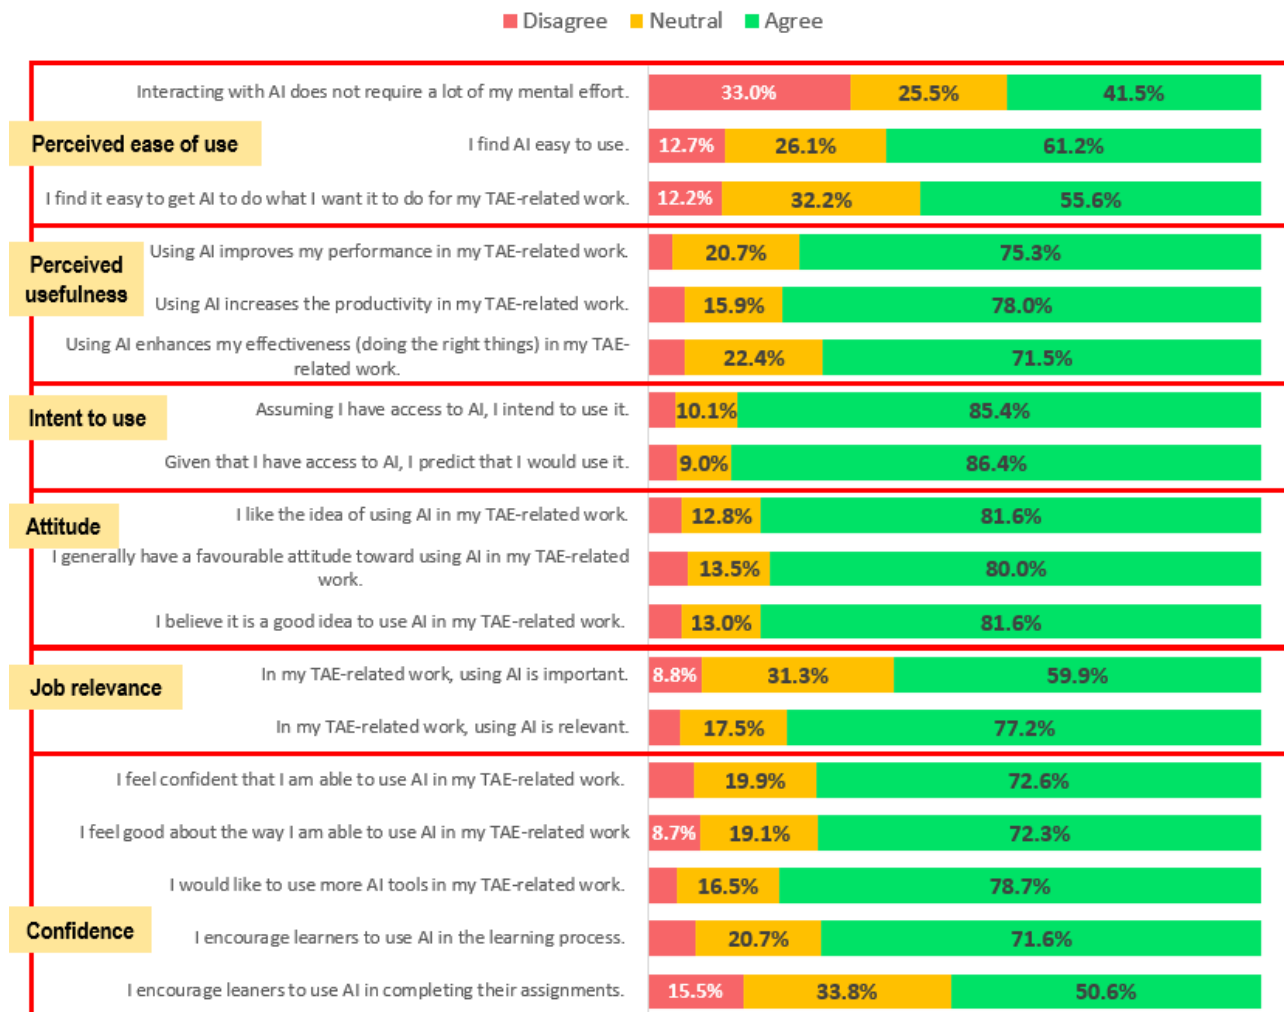 Disagree Neutral Agree
Interacting with AI does not require a lot of my mental effort. 33.0% 25.5% 41.5%
Perceived ease of use
I find AI easy to use. 12.7% 26.1% 61.2%
I find it easy to get AI to do what I want it to do for my TAE-related work. 12.2% 32.2% 55.6%
Perceived
usefulness
Using AI improves my performance in my TAE-related work. 20.7% 75.3%
Using AI increases the productivity in my TAE-related work. 15.9% 78.0%
Using AI enhances my effectiveness (doing the right things) in my TAE-
related work. 22.4% 71.5%
Intent to use
Assuming I have access to AI, I intend to use it. 10.1% 85.4%
Given that I have access to AI, I predict that I would use it. 9.0% 86.4%
Attitude
I like the idea of using AI in my TAE-related work. 12.8% 81.6%
I generally have a favourable attitude toward using AI in my TAE-related
work. 13.5% 80.0%
I believe it is a good idea to use AI in my TAE-related work. 13.0% 81.6%
Job relevance
In my TAE-related work, using AI is important. 8.8% 31.3% 59.9%
In my TAE-related work, using AI is relevant. 17.5% 77.2%
I feel confident that I am able to use AI in my TAE-related work. 19.9% 72.6%
I feel good about the way I am able to use AI in my TAE-related work 8.7% 19.1% 72.3%
I would like to use more AI tools in my TAE-related work. 16.5% 78.7%
Confidence
I encourage learners to use AI in the learning process. 20.7% 71.6%
I encourage leaners to use AI in completing their assignments. 15.5% 33.8% 50.6%